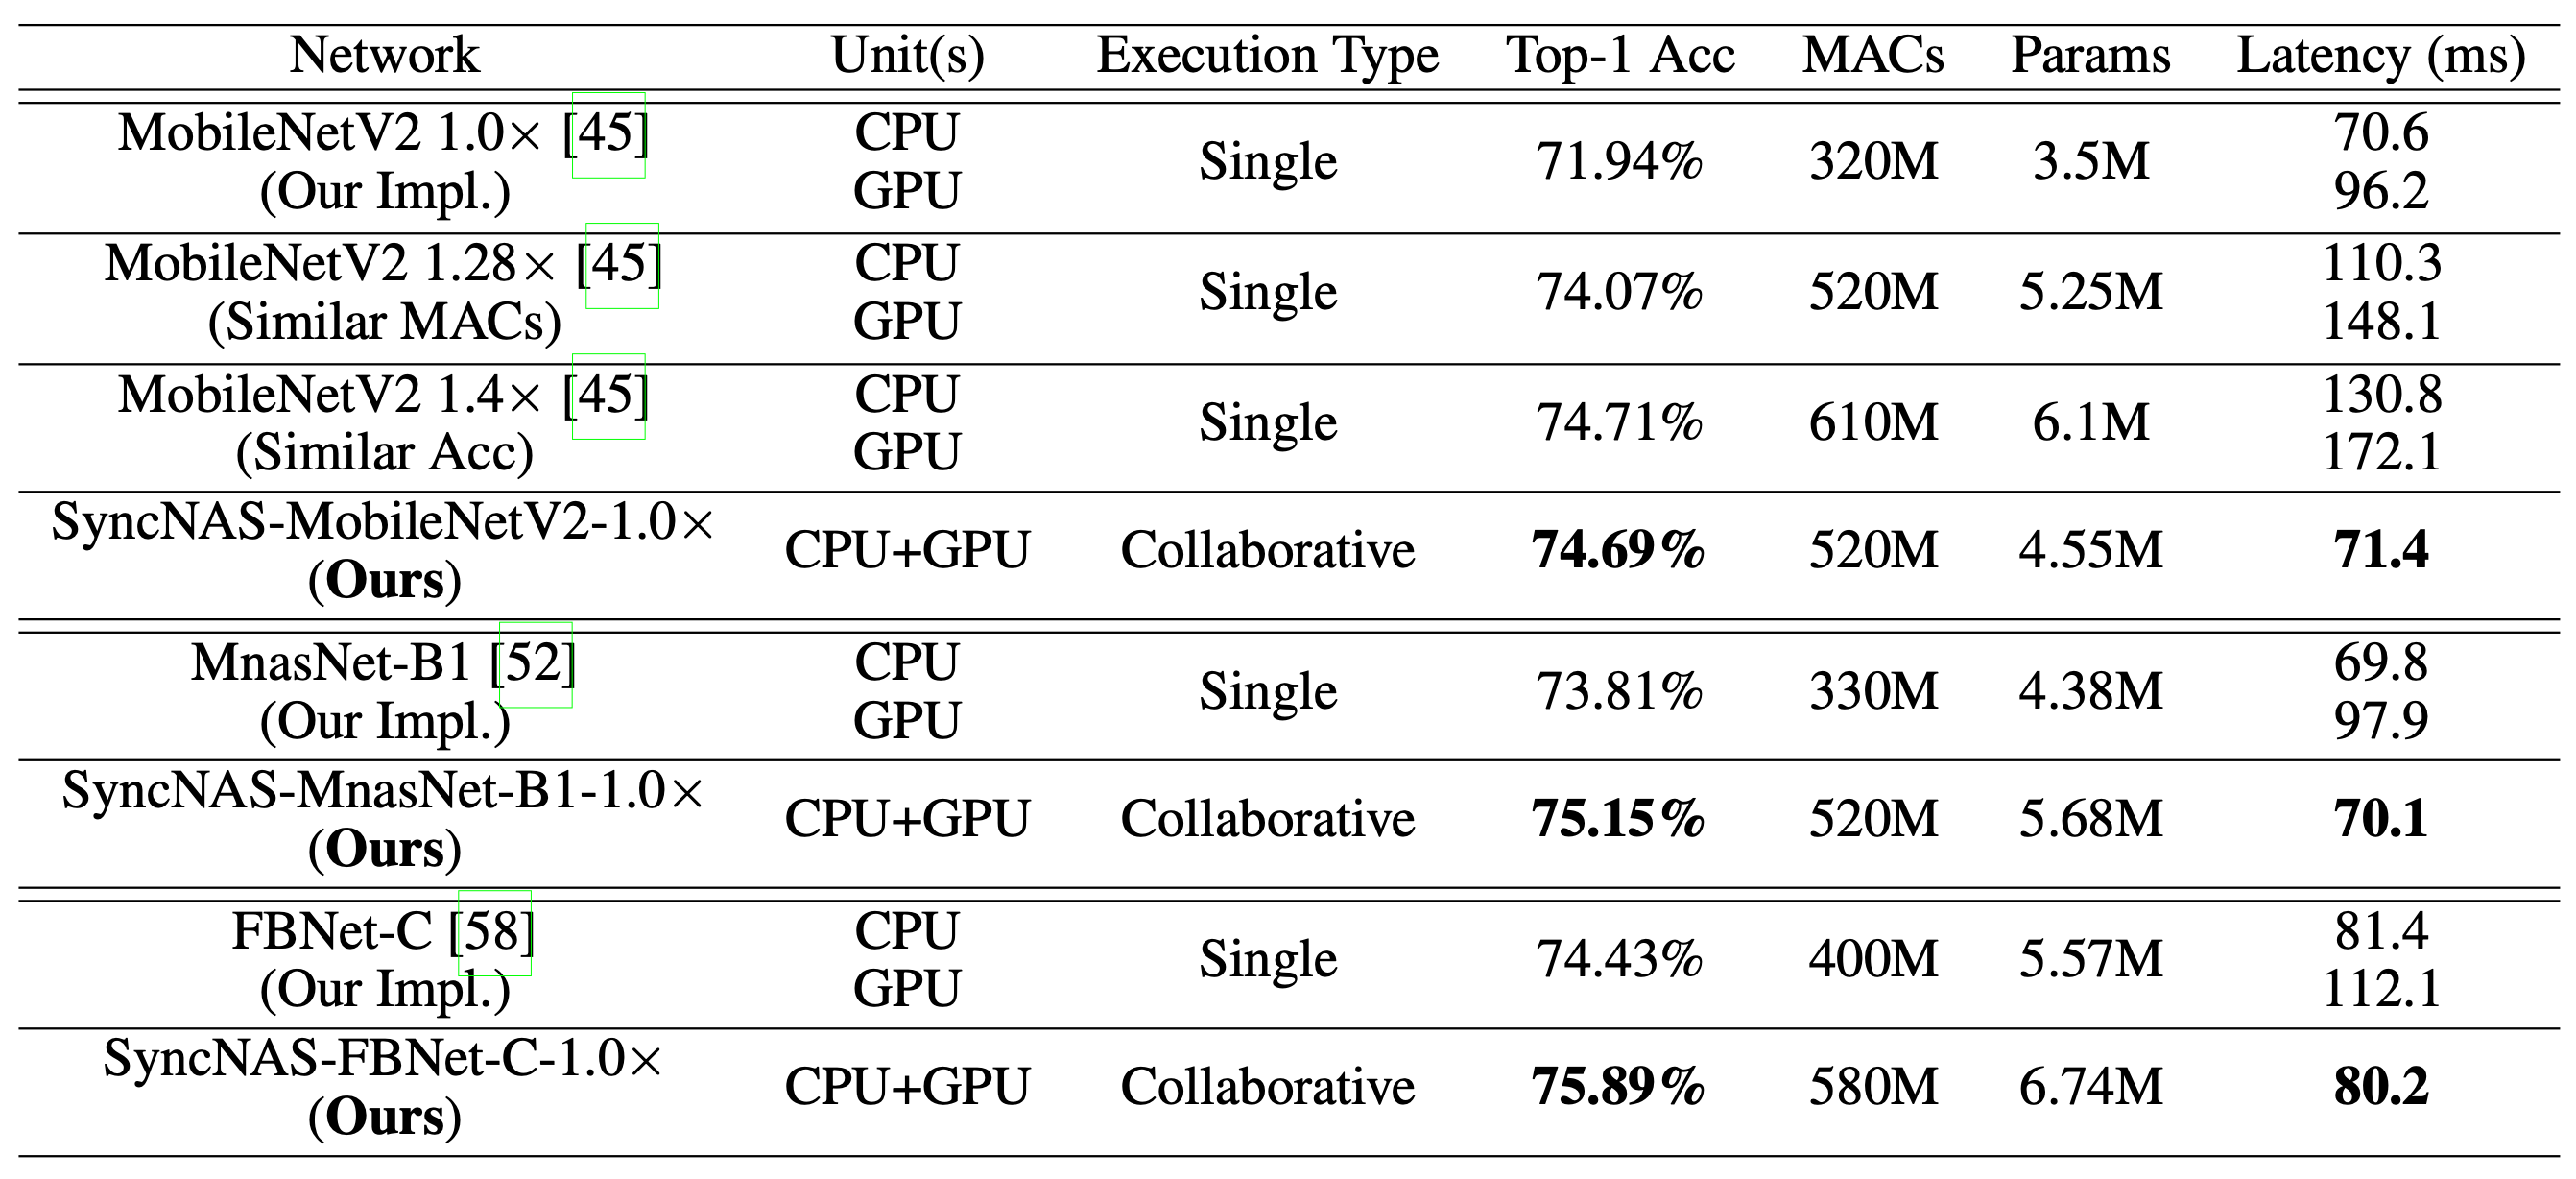 Network Unit(s) Execution Type Top-1 Acc MACs Params Latency (ms)
MobileNetV2 1.0× [45] CPU 70.6
Single 71.94% 320M 3.5M
(Our Impl.) GPU 96.2
MobileNetV2 1.28× [45] CPU 110.3
Single 74.07% 520M 5.25M
(Similar MACs) GPU 148.1
MobileNetV2 1.4× [45] CPU 130.8
Single 74.71% 610M 6.1M
(Similar Acc) GPU 172.1
SyncNAS-MobileNetV2-1.0×
CPU+GPU Collaborative 74.69% 520M 4.55M 71.4
(Ours)
MnasNet-B1 [52] CPU 69.8
Single 73.81% 330M 4.38M
(Our Impl.) GPU 97.9
SyncNAS-MnasNet-B1-1.0×
CPU+GPU Collaborative 75.15% 520M 5.68M 70.1
(Ours)
FBNet-C [58] CPU 81.4
Single 74.43% 400M 5.57M
(Our Impl.) GPU 112.1
SyncNAS-FBNet-C-1.0×
CPU+GPU Collaborative 75.89% 580M 6.74M 80.2
(Ours)